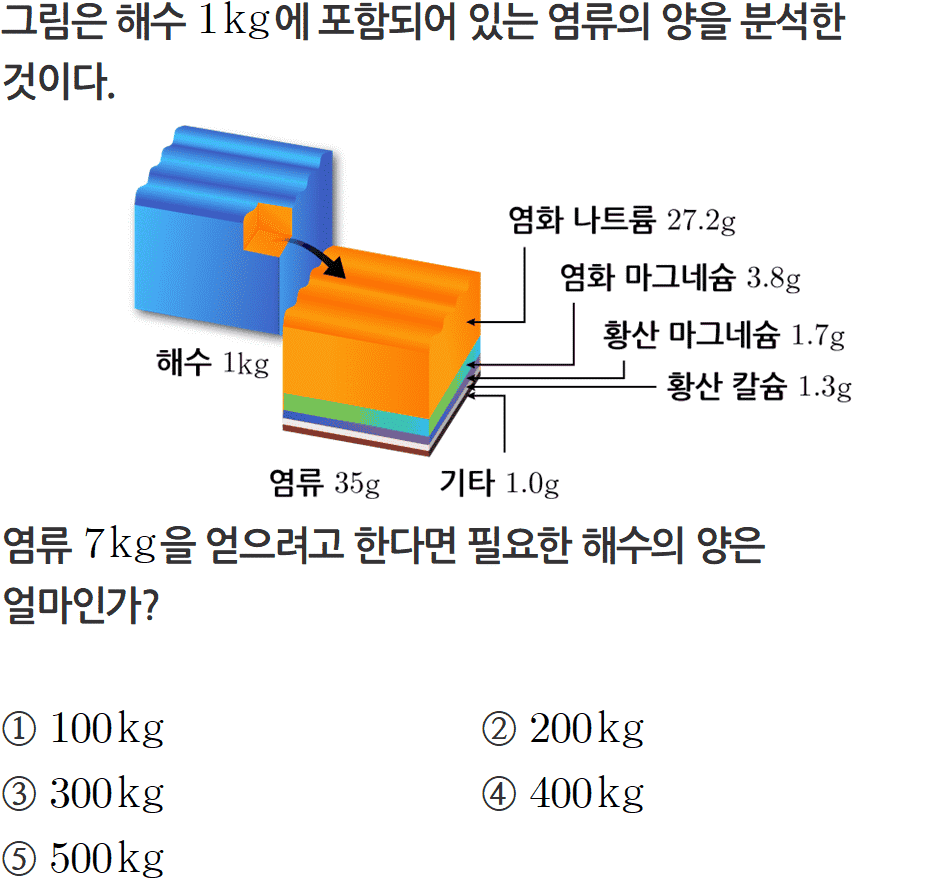 그림은 해수 1kg에 포함되어 있는 염류의 양을 분석한
것이다.
염화 나트륨 27.2g
염화 마그네슘 3.8g
황산 마그네슘 1.7g
해수 1kg
황산 칼슘 1.3g
염류 35g
기타 1.0g
염류 7kg을 얻으려고 한다면 필요한 해수의 양은
얼마인가?
① 100kg
② 200kg
③ 300kg
④ 400kg
⑤ 500kg